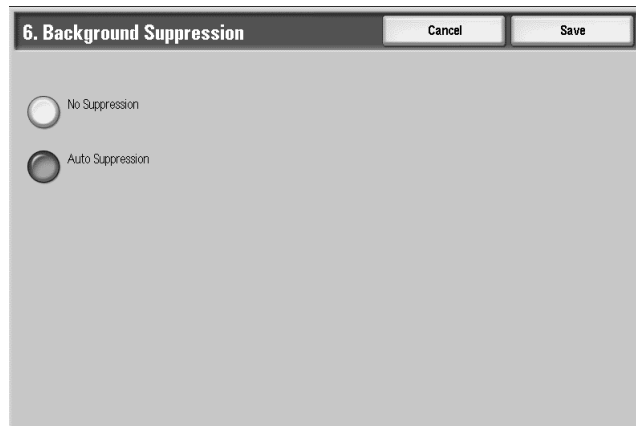 6. Background Suppression
Cancel
Save
No Suppression
Auto Suppression